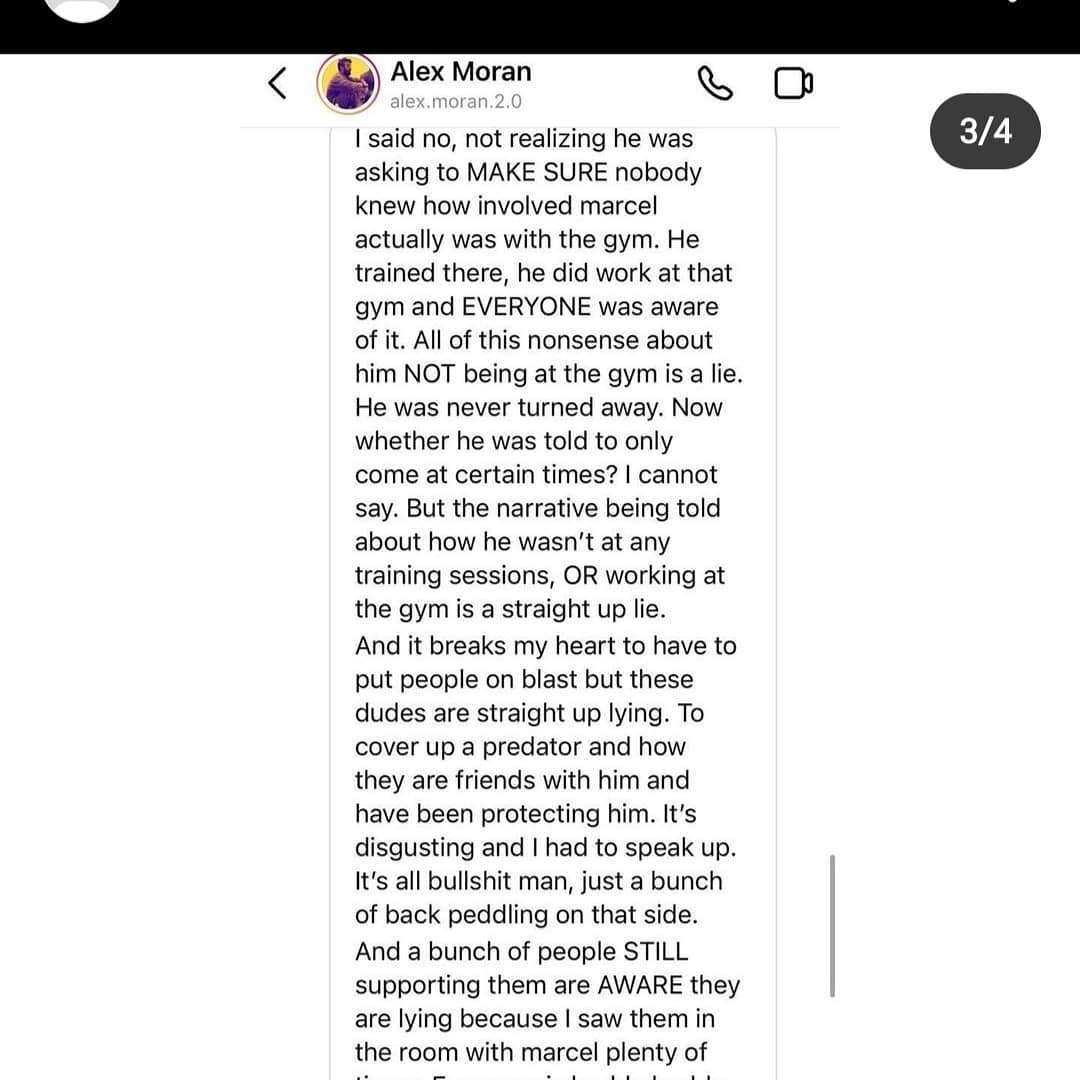 Alex Moran
alex.moran.2.0
3/4
I said no, not realizing he was
asking to MAKE SURE nobody
knew how involved marcel
actually was with the gym. He
trained there, he did work at that
gym and EVERYONE was aware
of it. All of this nonsense about
him NOT being at the gym is a lie.
He was never turned away. Now
whether he was told to only
come at certain times? I cannot
say. But the narrative being told
about how he wasn't at any
training sessions, OR working at
the gym is a straight up lie.
And it breaks my heart to have to
put people on blast but these
dudes are straight up lying. To
cover up a predator and how
they are friends with him and
have been protecting him. It's
disgusting and I had to speak up.
It's all bullshit man, just a bunch
of back peddling on that side.
And a bunch of people STILL
supporting them are AWARE they
are lying because I saw them in
the room with marcel plenty of